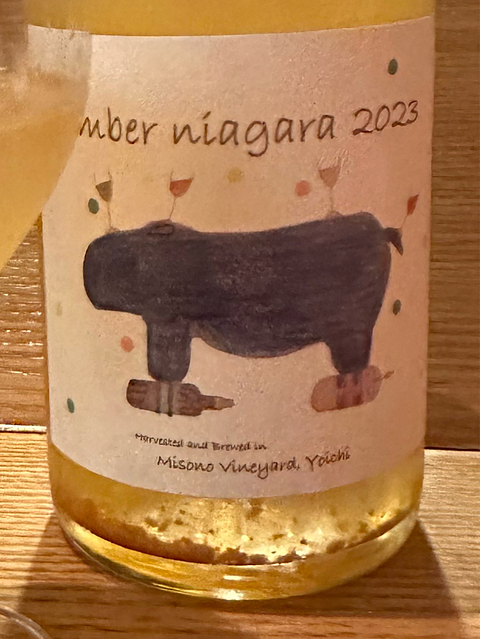 mber niagara 2023
Harvested and Brewed in
Misono Vineyard, Yoichi